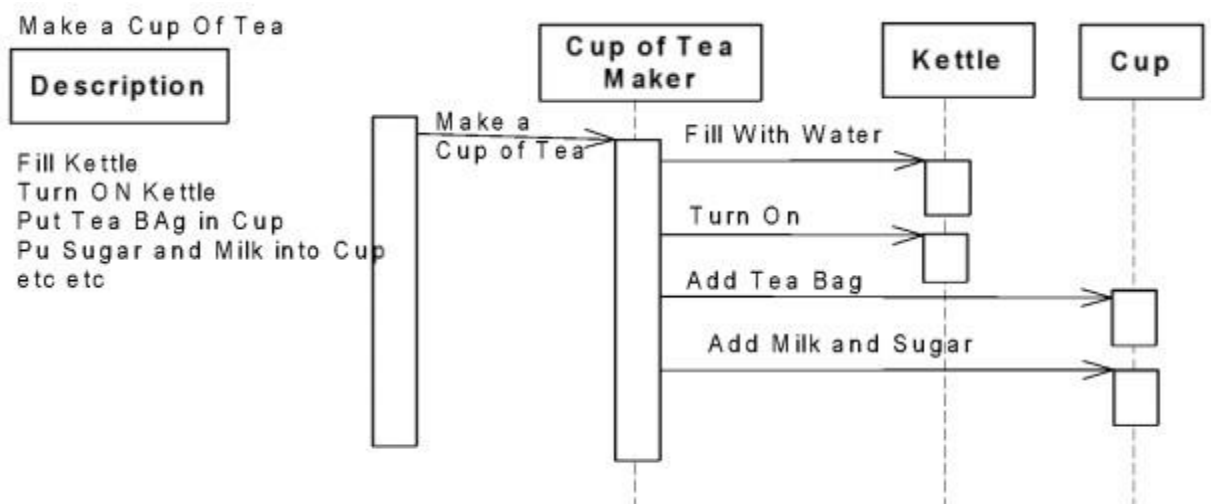 Make a Cup Of Tea
Description
Fill Kettle
Turn ON Kettle
Put Tea BAg in Cup
Pu Sugar and Milk into Cup
etc etc
Cup of Tea
Maker
Kettle
Cup
Make a
Cup of Tea
Fill With Water
Turn On
Add Tea Bag
Add Milk and Sugar